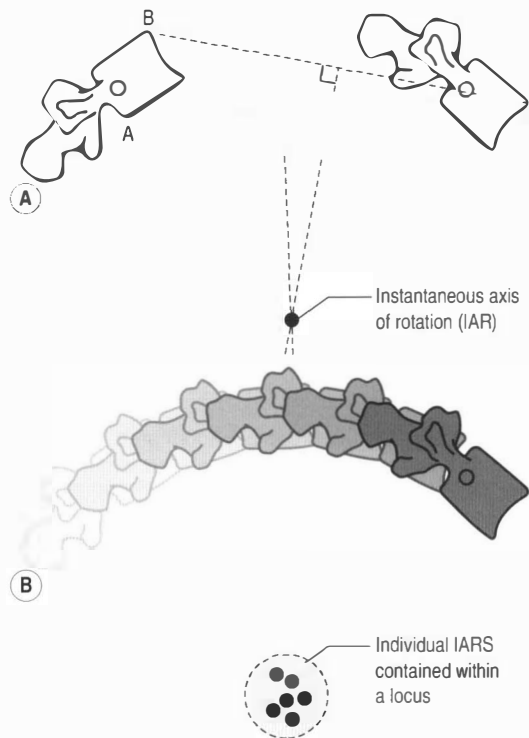 B
A
A
Instantaneous axis
of rotation (IAR)
B
Individual IARS
contained within
a locus